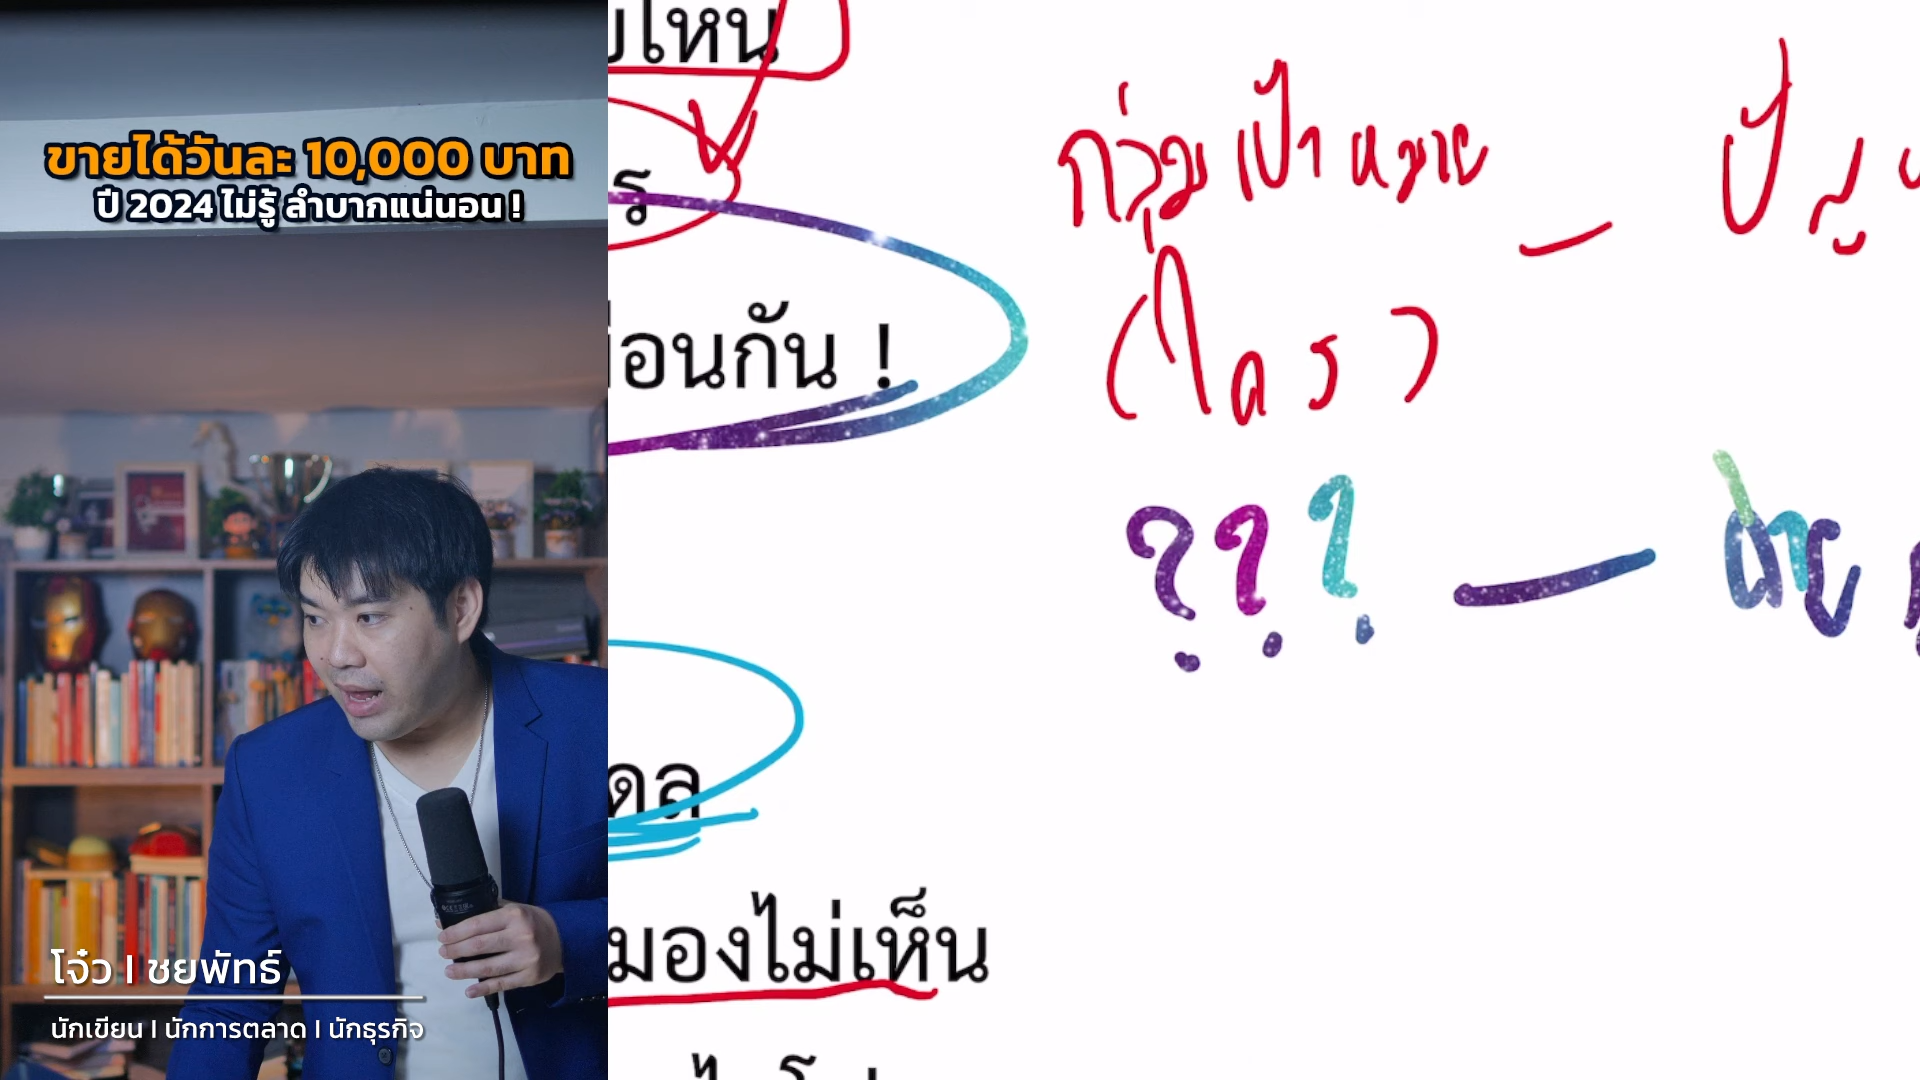 ขายได้วันละ 10,000 บาท
ปี 2024 ไม่รู้ ลำบากแน่นอน !
โจ๋ว I ชยพัทธ์
นักเขียน I นักการตลาด I นักธุรกิจ
ไหน
ร
อนกัน !
ดล
มองไม่เห็น
กลุ่มเป้าหมาย –
(ใคร)
??? —